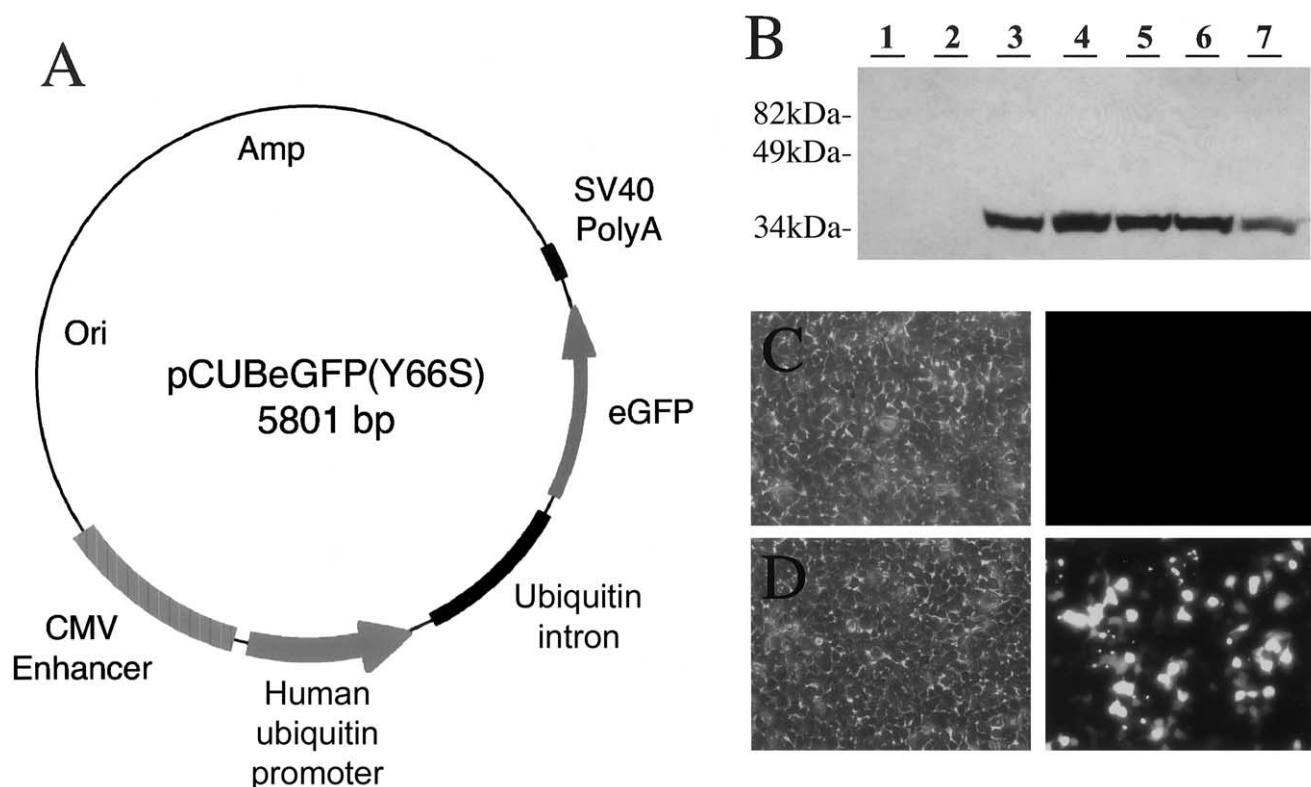 A
Amp
SV40
PolyA
Ori
pCUBeGFP(Y66S)
5801 bp
eGFP
Ubiquitin
intron
CMV
Enhancer
Human
ubiquitin
promoter
B
1 2 3 4 5 6 7
82kDa-
49kDa-
34kDa-
C
D